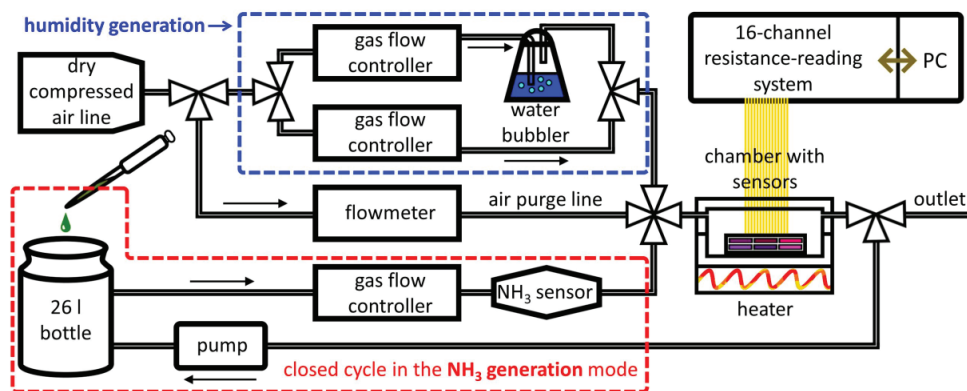 humidity generation
dry
compressed
air line
gas flow
controller
water
bubbler
gas flow
controller
16-channel
resistance-reading
system
PC
chamber with
sensors
flowmeter
air purge line
outlet
26 l
bottle
gas flow
controller
NH₃ sensor
heater
pump
closed cycle in the NH₃ generation mode